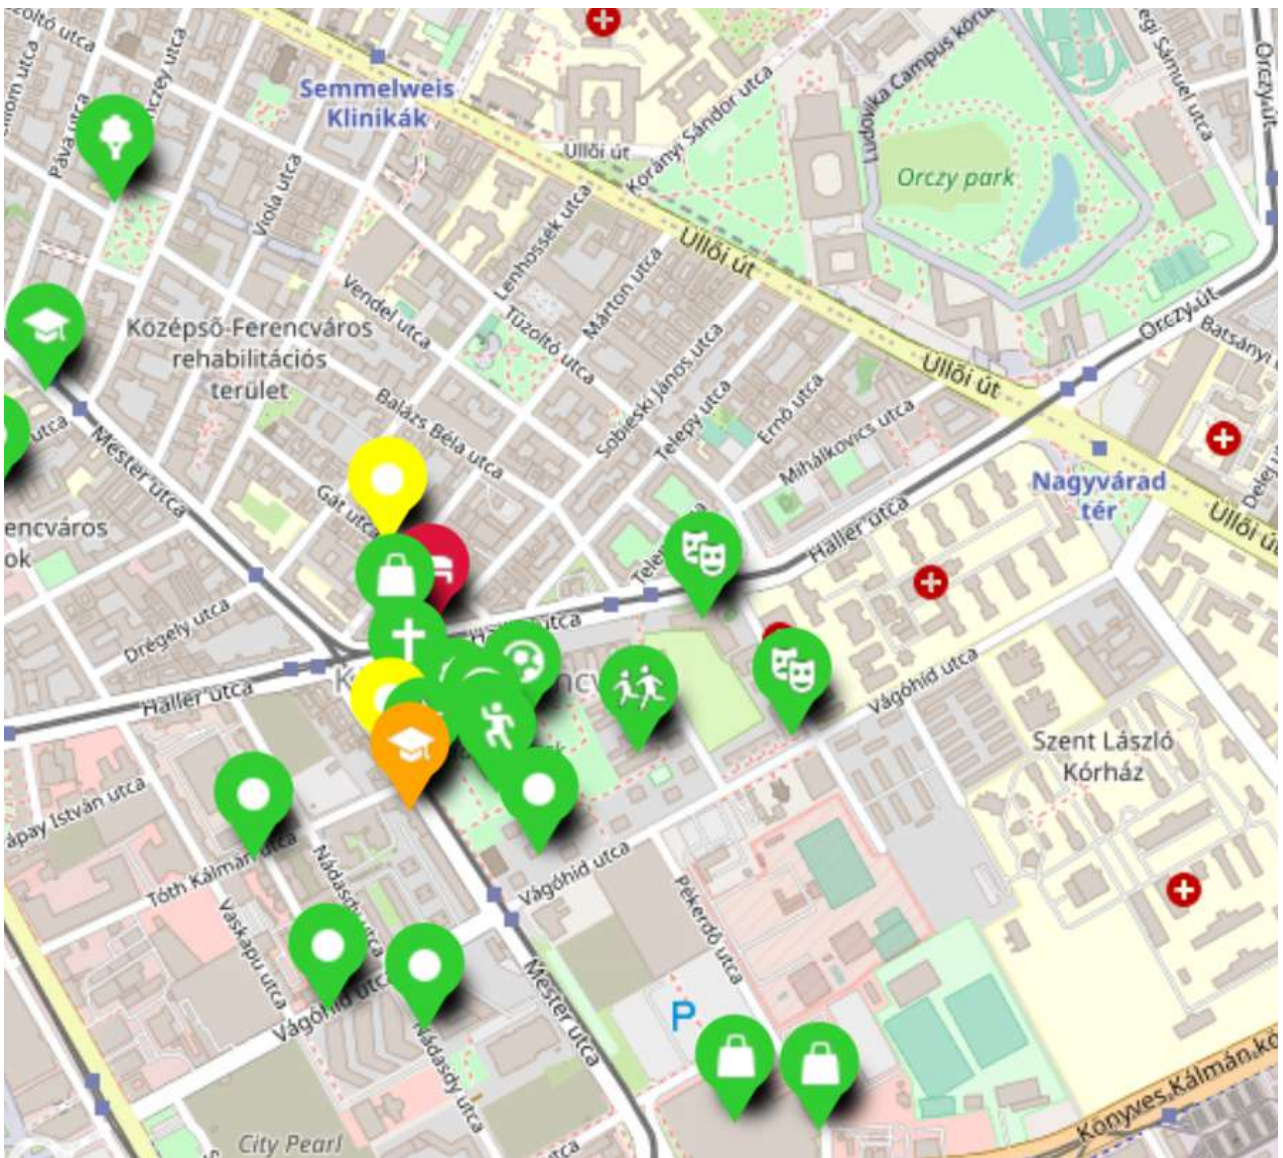 Páva utca
Viola utca
Semmelweis
Klinikák
Üllői út
Korányi Sándor utca
Ludovika Campus
Orczy park
Orczy út
Üllői út
Lenhossék utca
Márton utca
Vendel utca
Tűzoltó utca
Középső-Ferencváros
rehabilitációs
terület
Sobieski János utca
Telepy utca
Ernő utca
Üllői út
Orczy út
Balázs Béla utca
Mihálkovics utca
utca
Mester utca
Nagyvárad
tér
Gát utca
Haller utca
Üllői út
Drégely utca
Haller utca
Vágóhíd utca
Szent László
Kórház
Tóth Kálmán utca
Nádasdy utca
Vágóhíd utca
Vaskapu utca
Pékerdő utca
Mester utca
P
Vágóhíd utca
Nádasdy utca
Könyves Kálmán
City Pearl